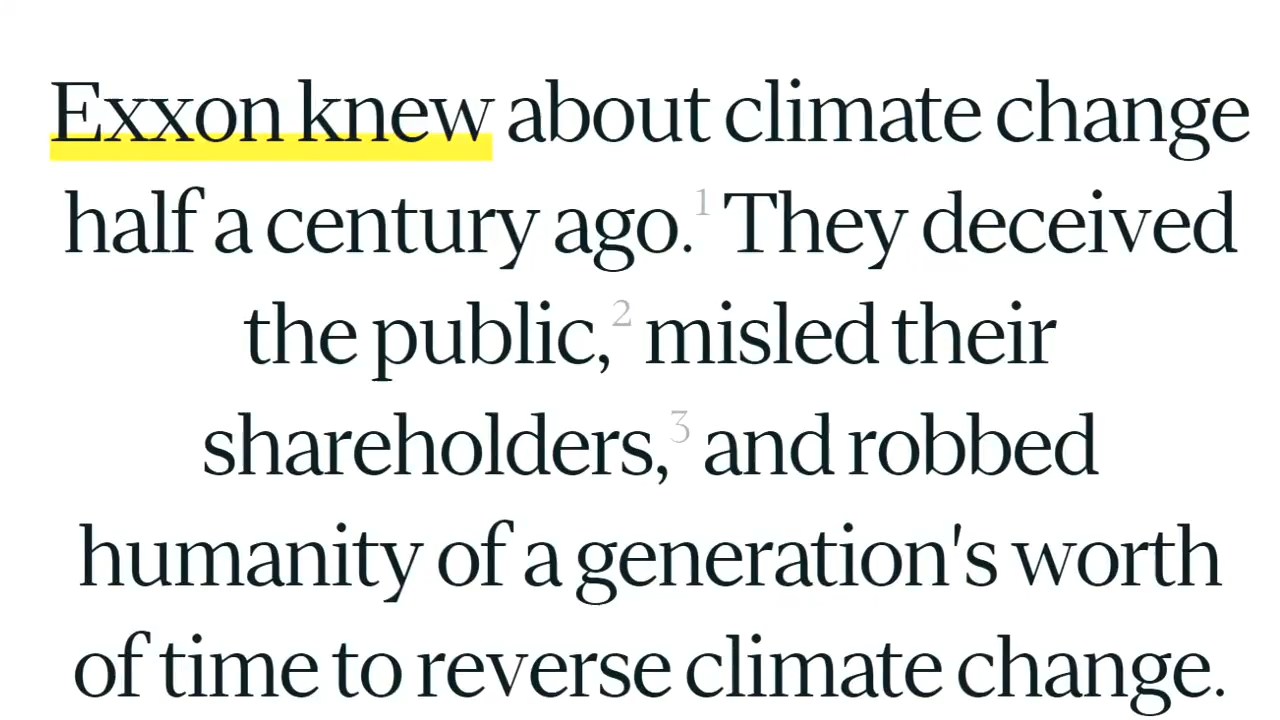 Exxon knew about climate change
half a century ago.¹ They deceived
the public,² misled their
shareholders,³ and robbed
humanity of a generation's worth
of time to reverse climate change.